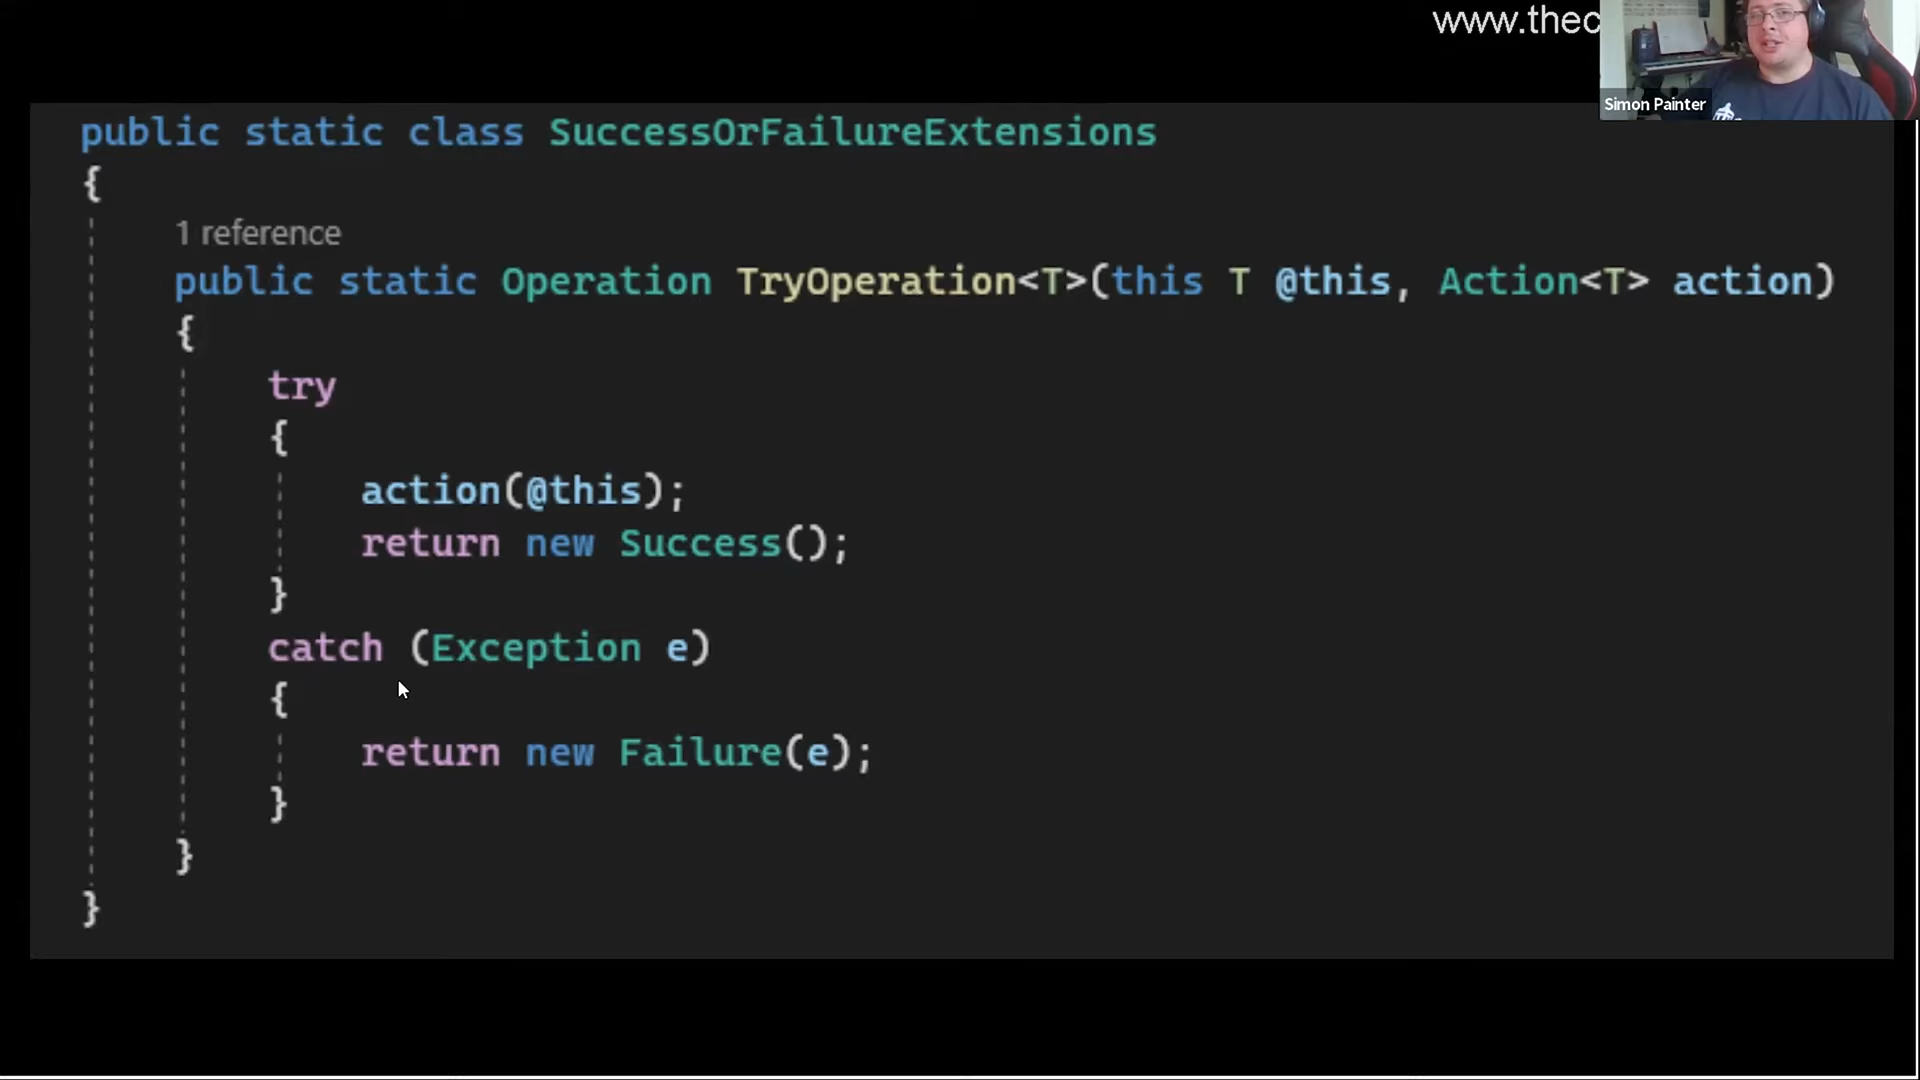 www.thec
Simon Painter
public static class SuccessOrFailureExtensions
{
1 reference
public static Operation TryOperation<T>(this T @this, Action<T> action)
{
try
{
action(@this);
return new Success();
}
catch (Exception e)
{
return new Failure(e);
}
}
}